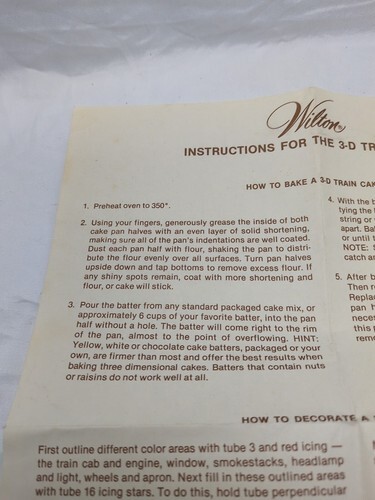 Wilton
INSTRUCTIONS FOR THE 3-D
HOW TO BAKE A 3-D TRAIN
1. Preheat oven to 350°.
2. Using your fingers, generously grease the inside of both
cake pan halves with an even layer of solid shortening,
making sure all of the pan's indentations are well coated.
Dust each pan half with flour, shaking the pan to distri-
bute the flour evenly over all surfaces. Turn pan halves
upside down and tap bottoms to remove excess flour. If
any shiny spots remain, coat with more shortening and
flour, or cake will stick.
3. Pour the batter from any standard packaged cake mix, or
approximately 6 cups of your favorite batter, into the pan
half without a hole. The batter will come right to the rim
of the pan, almost to the point of overflowing. HINT:
Yellow, white or chocolate cake batters, packaged or your
own, are firmer than most and offer the best results when
baking three dimensional cakes. Batters that contain nuts
or raisins do not work well at all.
4. With the
tying the
string or
apart.
or until
NOTE:
catch
5. After
Then
pan
this
HOW TO DECORATE A
First outline different color areas with tube 3 and red icing —
the train cab and engine, window, smokestacks, headlamp
and light, wheels and apron. Next fill in these outlined areas
with tube 16 icing stars. To do this, hold tube perpendicular